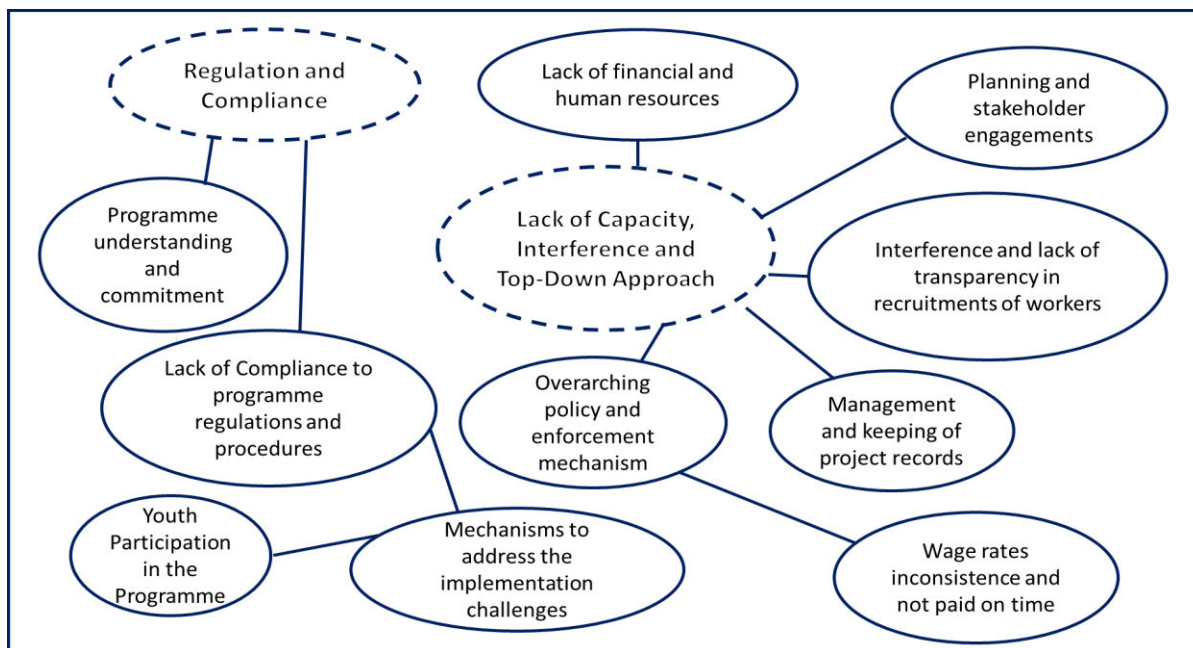 Regulation and
Compliance
Lack of financial and
human resources
Planning and
stakeholder
engagements
Programme
understanding
and
commitment
Lack of Capacity,
Interference and
Top-Down Approach
Interference and lack of
transparency in
recruitments of workers
Lack of Compliance to
programme
regulations and
procedures
Overarching
policy and
enforcement
mechanism
Management
and keeping of
project records
Youth
Participation
in the
Programme
Mechanisms to
address the
implementation
challenges
Wage rates
inconsistence and
not paid on time